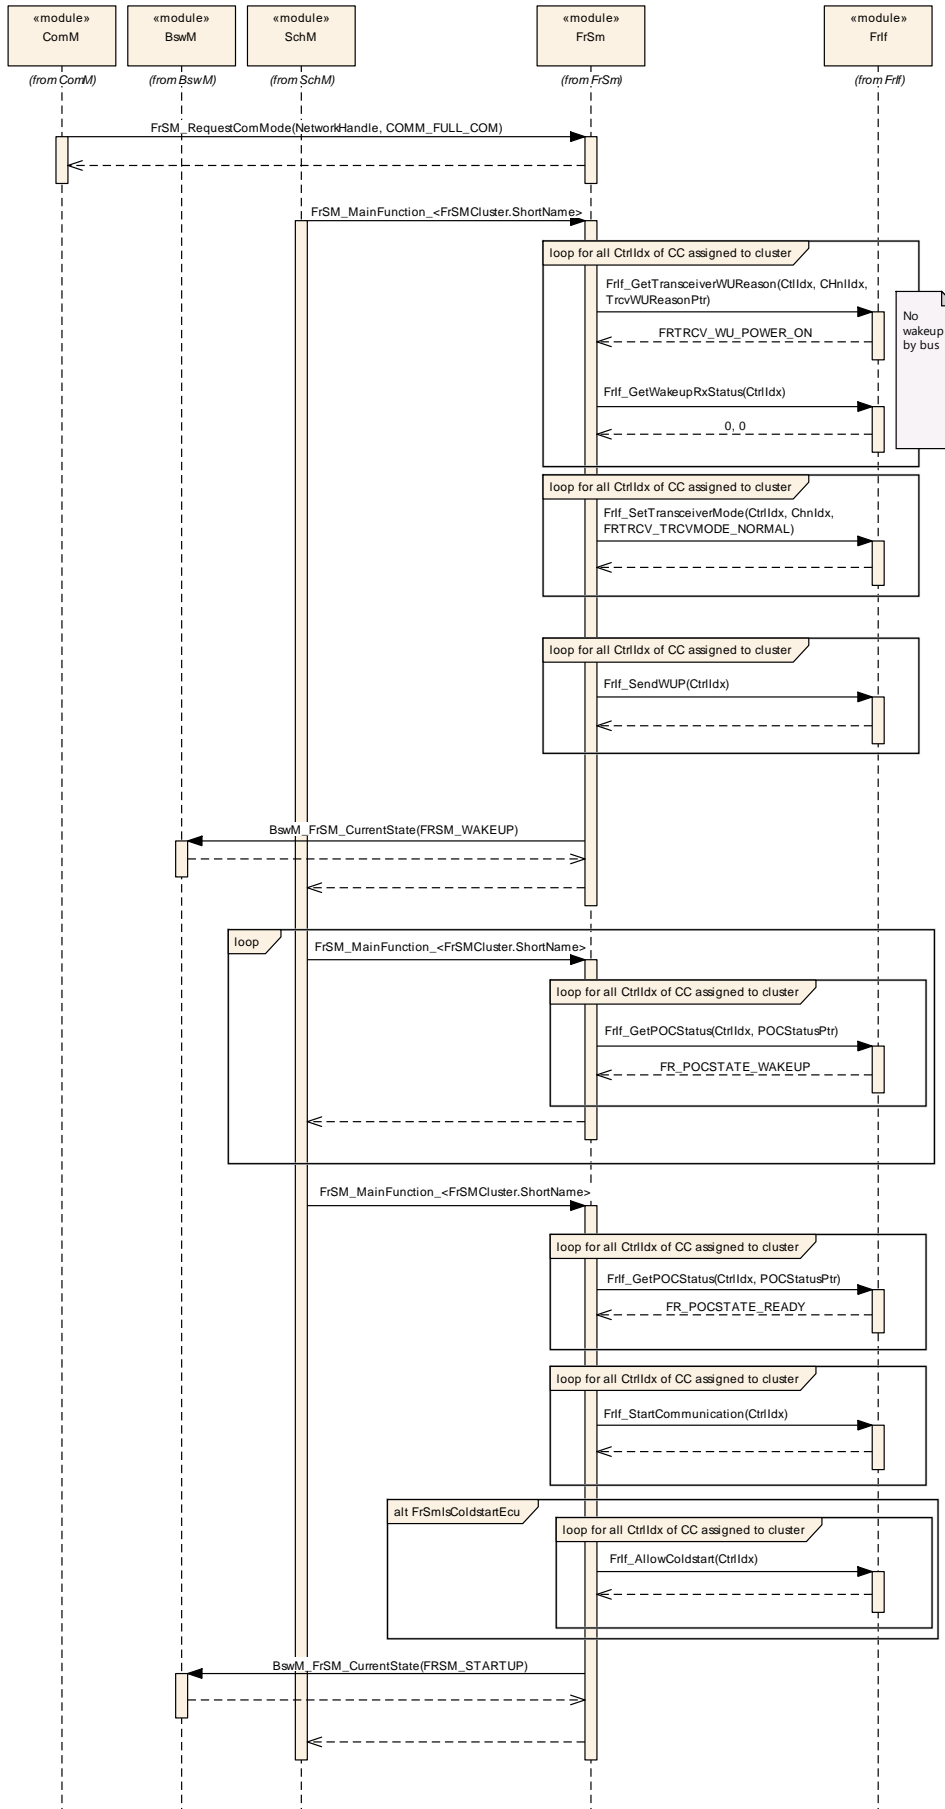 «module»
ComM
«module»
BswM
«module»
SchM
«module»
FrSm
«module»
FrIf
(from ComM)
(from BswM)
(from SchM)
(from FrSm)
(from FrIf)
FrSM_RequestComMode(NetworkHandle, COMM_FULL_COM)
FrSM_MainFunction_<FrSMCluster.ShortName>
loop for all CtrlIdx of CC assigned to cluster
FrIf_GetTransceiverWUReason(CtlIdx, CHnlIdx,
TrcvWUReasonPtr)
No
wakeup
by bus
FRTRCV_WU_POWER_ON
FrIf_GetWakeupRxStatus(CtrlIdx)
0, 0
loop for all CtrlIdx of CC assigned to cluster
FrIf_SetTransceiverMode(CtrlIdx, ChnIdx,
FRTRCV_TRCVMODE_NORMAL)
loop for all CtrlIdx of CC assigned to cluster
FrIf_SendWUP(CtrlIdx)
BswM_FrSM_CurrentState(FRSM_WAKEUP)
loop
FrSM_MainFunction_<FrSMCluster.ShortName>
loop for all CtrlIdx of CC assigned to cluster
FrIf_GetPOCStatus(CtrlIdx, POCStatusPtr)
FR_POCSTATE_WAKEUP
FrSM_MainFunction_<FrSMCluster.ShortName>
loop for all CtrlIdx of CC assigned to cluster
FrIf_GetPOCStatus(CtrlIdx, POCStatusPtr)
FR_POCSTATE_READY
loop for all CtrlIdx of CC assigned to cluster
FrIf_StartCommunication(CtrlIdx)
alt FrSmIsColdstartEcu
loop for all CtrlIdx of CC assigned to cluster
FrIf_AllowColdstart(CtrlIdx)
BswM_FrSM_CurrentState(FRSM_STARTUP)